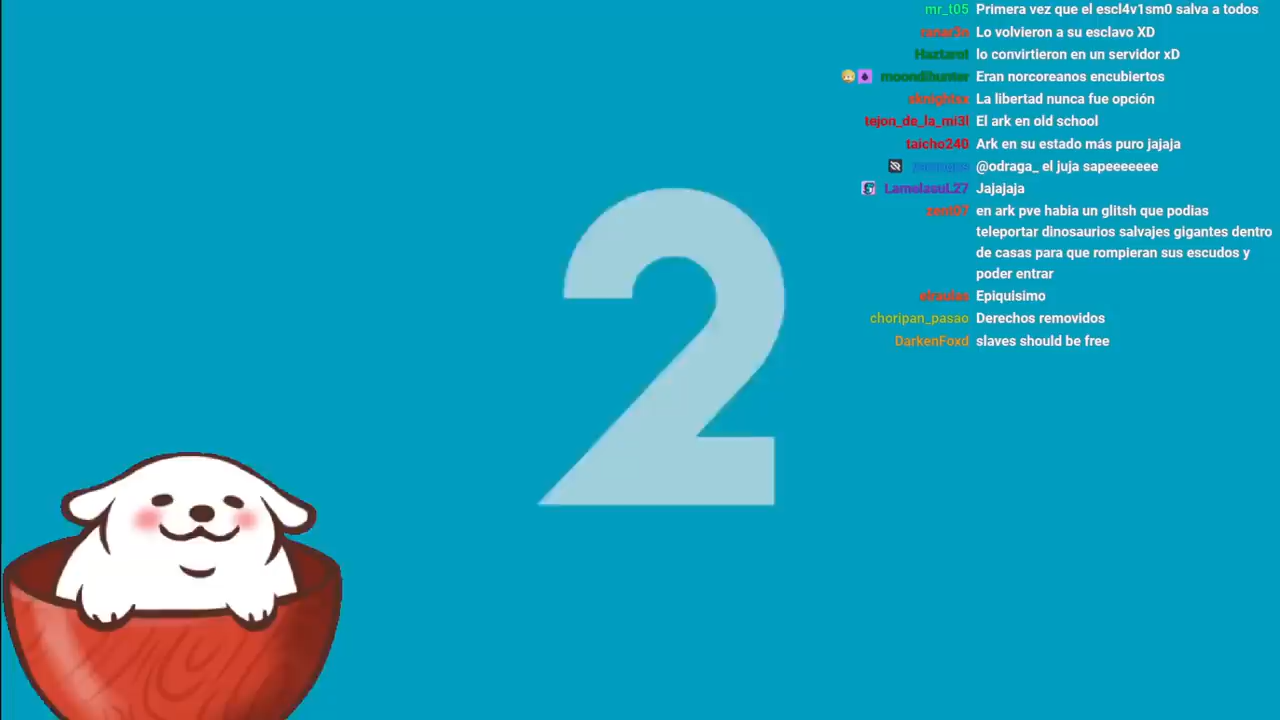 mr_t05 Primera vez que el escl4v1sm0 salva a todos
Lo volvieron a su esclavo XD
Haztarot lo convirtieron en un servidor xD
moondihunter Eran norcoreanos encubiertos
La libertad nunca fue opción
tejon_de_la_mi3l El ark en old school
taicho240 Ark en su estado más puro jajaja
@odraga_ el juja sapeeeeeee
LamolasuL27 Jajajaja
en ark pve habia un glitsh que podias
teleportar dinosaurios salvajes gigantes dentro
de casas para que rompieran sus escudos y
poder entrar
Epiquisimo
choripan_pasao Derechos removidos
DarkenFoxd slaves should be free
2